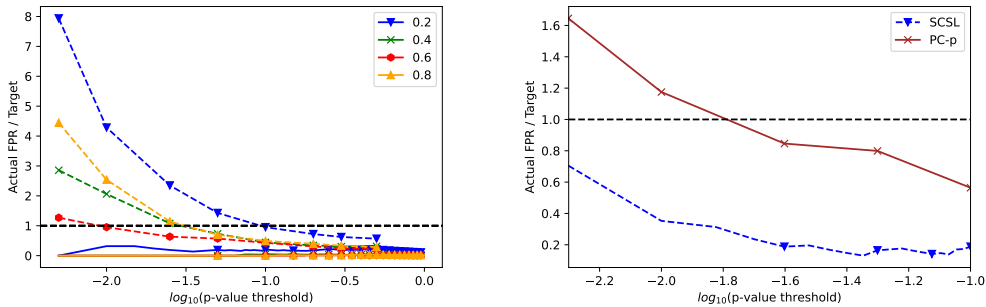 8
7
6
5
4
3
2
1
0
Actual FPR / Target
0.2
0.4
0.6
0.8
−2.0 −1.5 −1.0 −0.5 0.0
log₁₀(p-value threshold)
1.6
1.4
1.2
1.0
0.8
0.6
0.4
0.2
Actual FPR / Target
SCSL
PC-p
−2.2 −2.0 −1.8 −1.6 −1.4 −1.2 −1.0
log₁₀(p-value threshold)